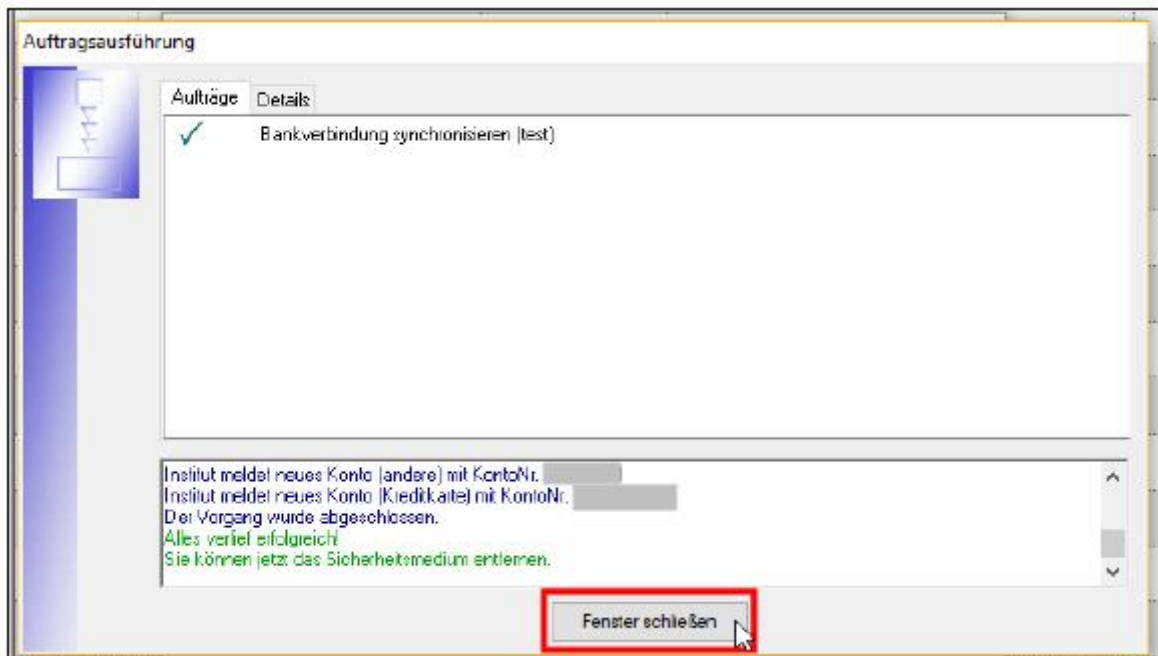 Auftragsausführung
Aufträge Details
Bankverbindung synchronisieren (test)
Institut meldet neues Konto (andere) mit KontoNr.
Institut meldet neues Konto (Kreditkarte) mit KontoNr.
Der Vorgang wurde abgeschlossen.
Alles verlief erfolgreich!
Sie können jetzt das Sicherheitsmedium entfernen.
Fenster schließen